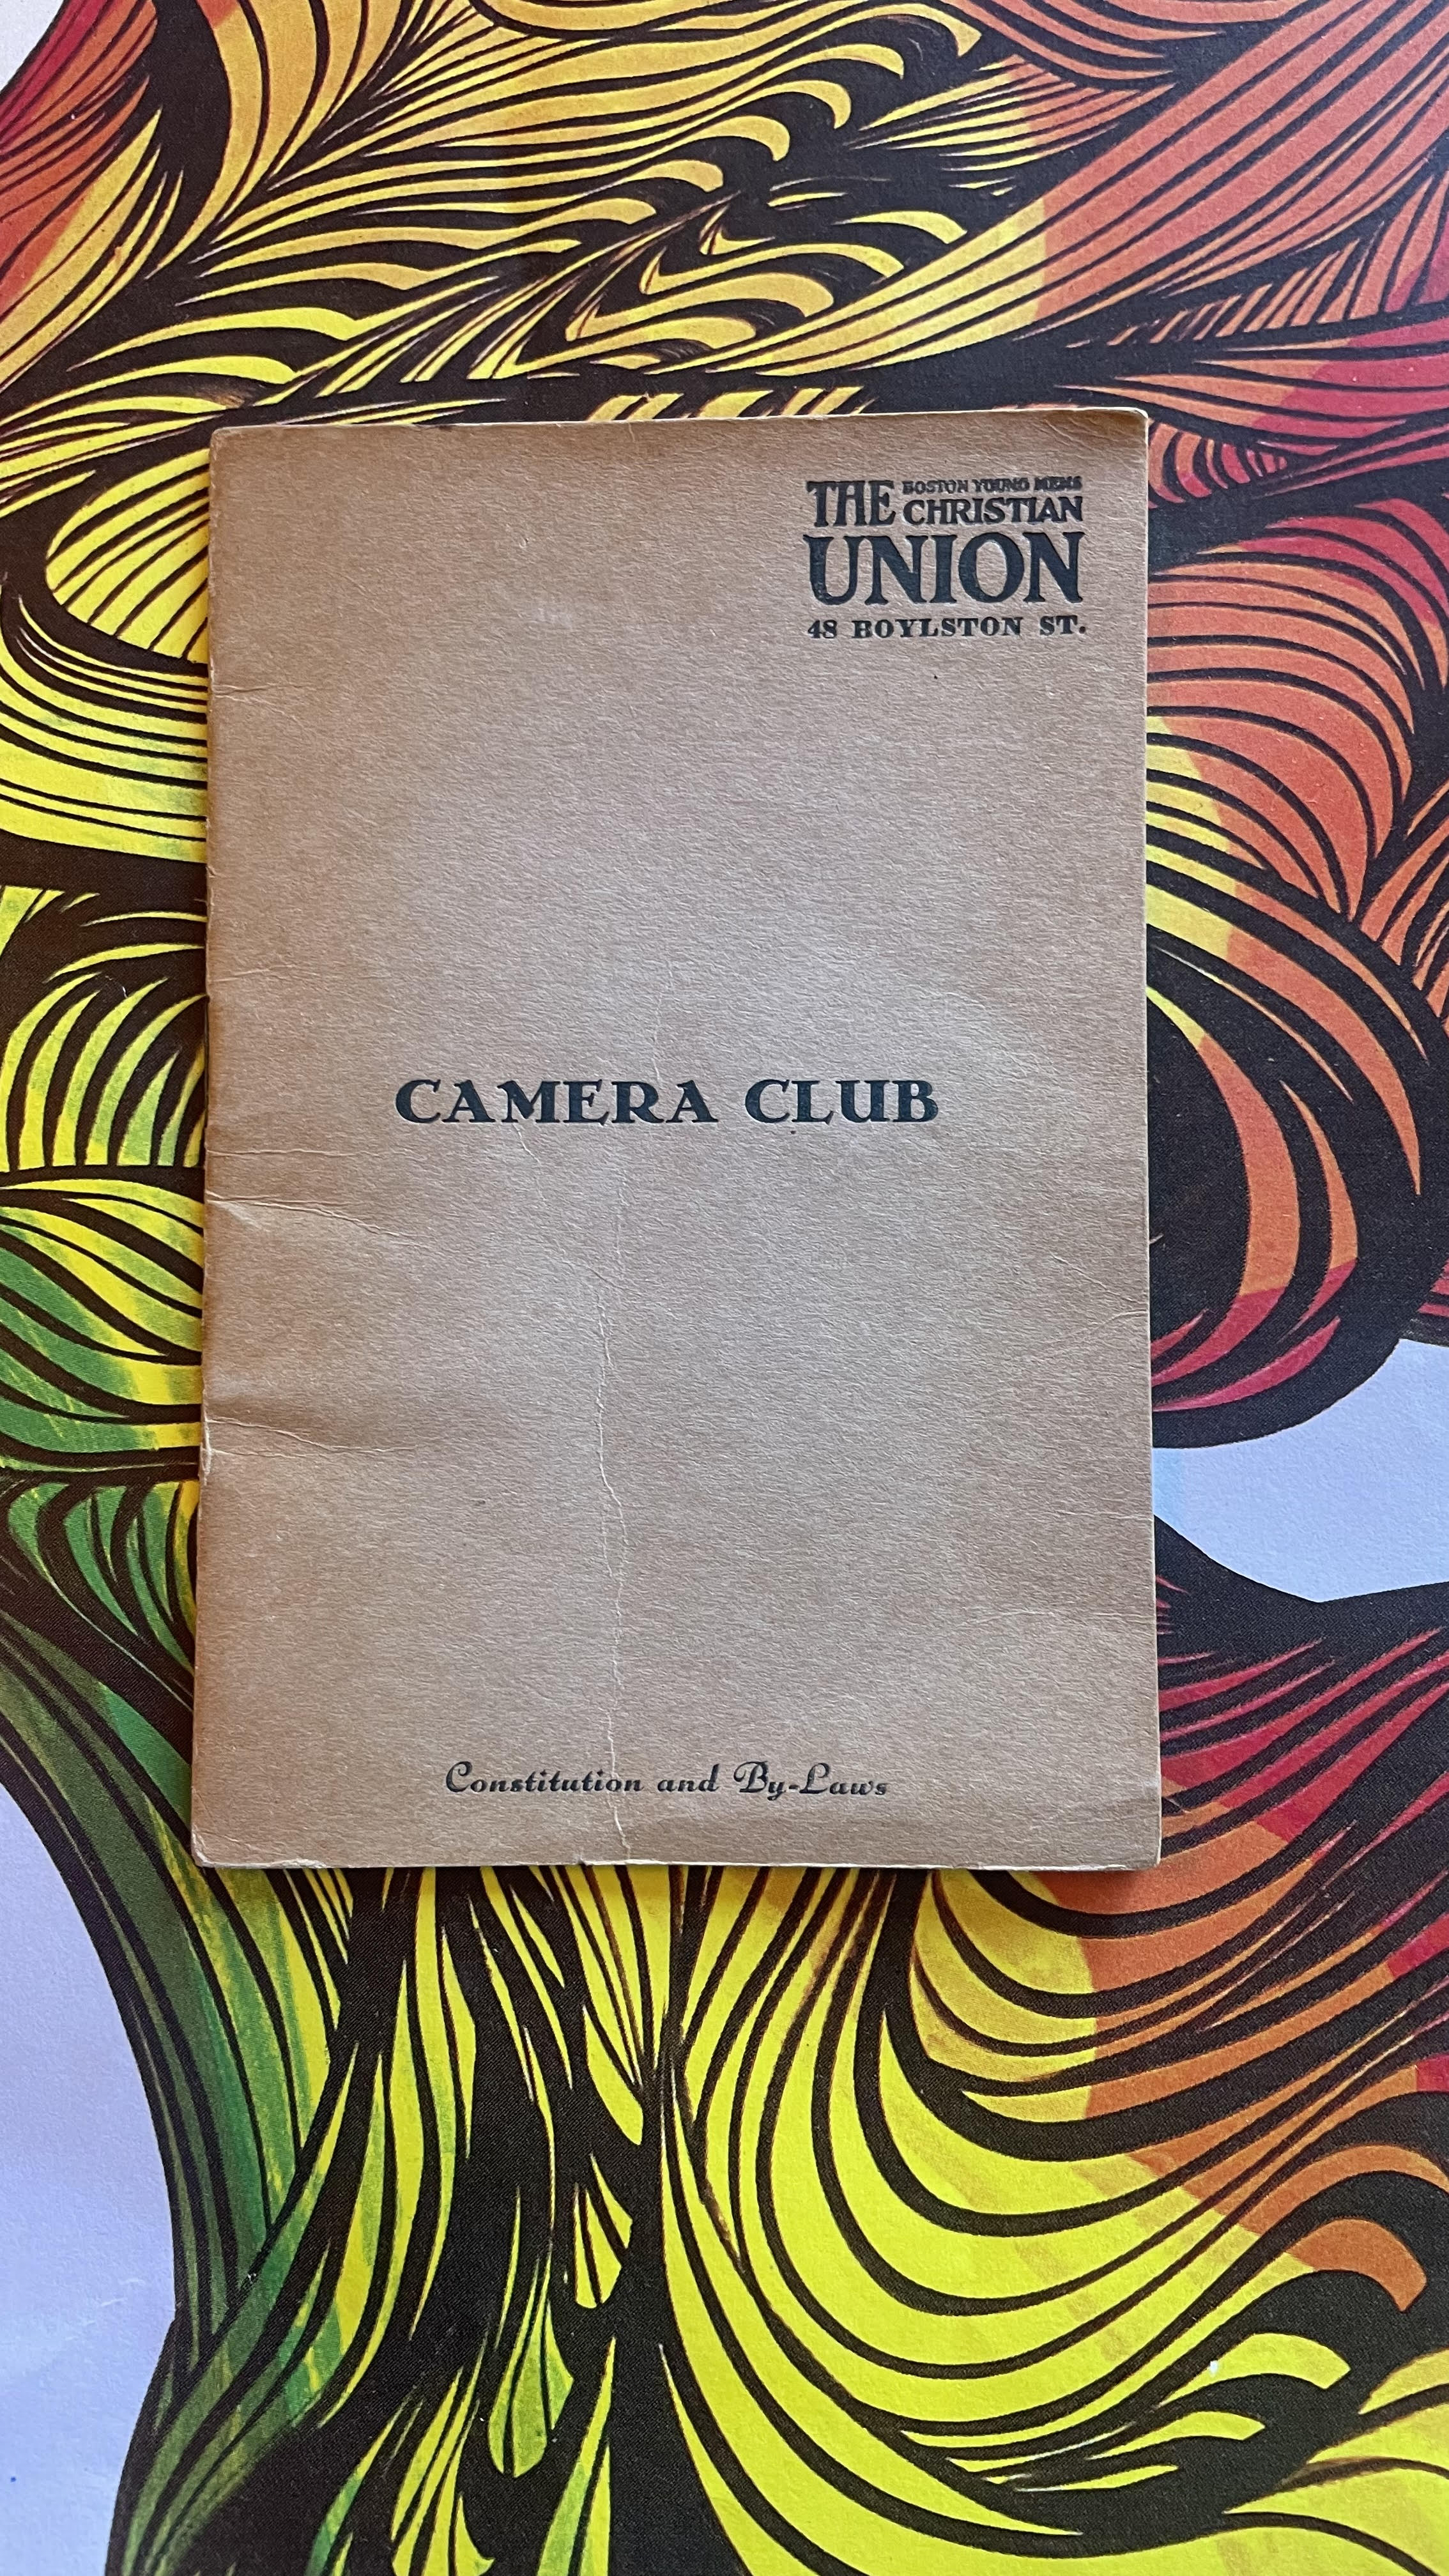 THE BOSTON YOUNG MENS
CHRISTIAN
UNION
48 BOYLSTON ST.
CAMERA CLUB
Constitution and By-Laws